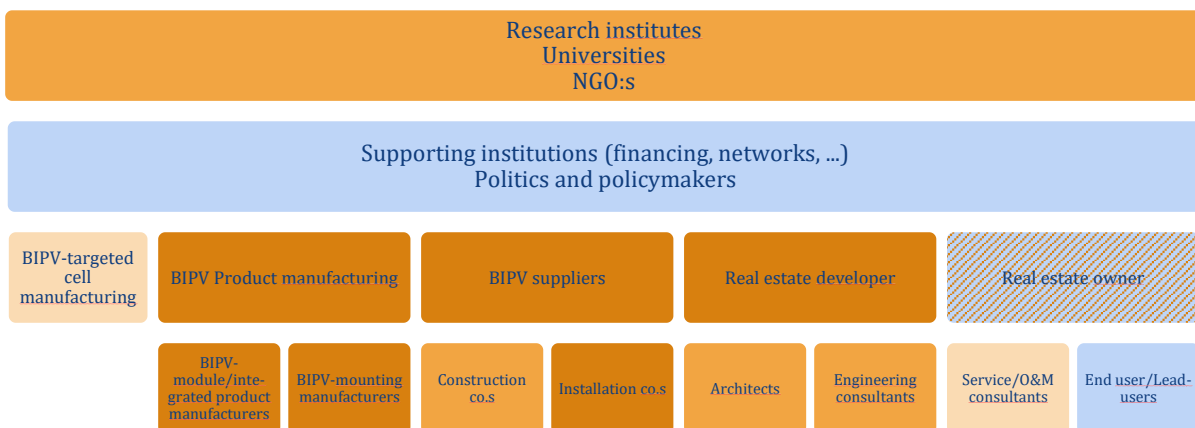 Research institutes
Universities
NGO:s
Supporting institutions (financing, networks, ...)
Politics and policymakers
BIPV-targeted
cell
manufacturing
BIPV Product manufacturing
BIPV suppliers
Real estate developer
Real estate owner
BIPV-
module/inte-
grated product
manufacturers
BIPV-mounting
manufacturers
Construction
co.s
Installation co.s
Architects
Engineering
consultants
Service/O&M
consultants
End user/Lead-
users